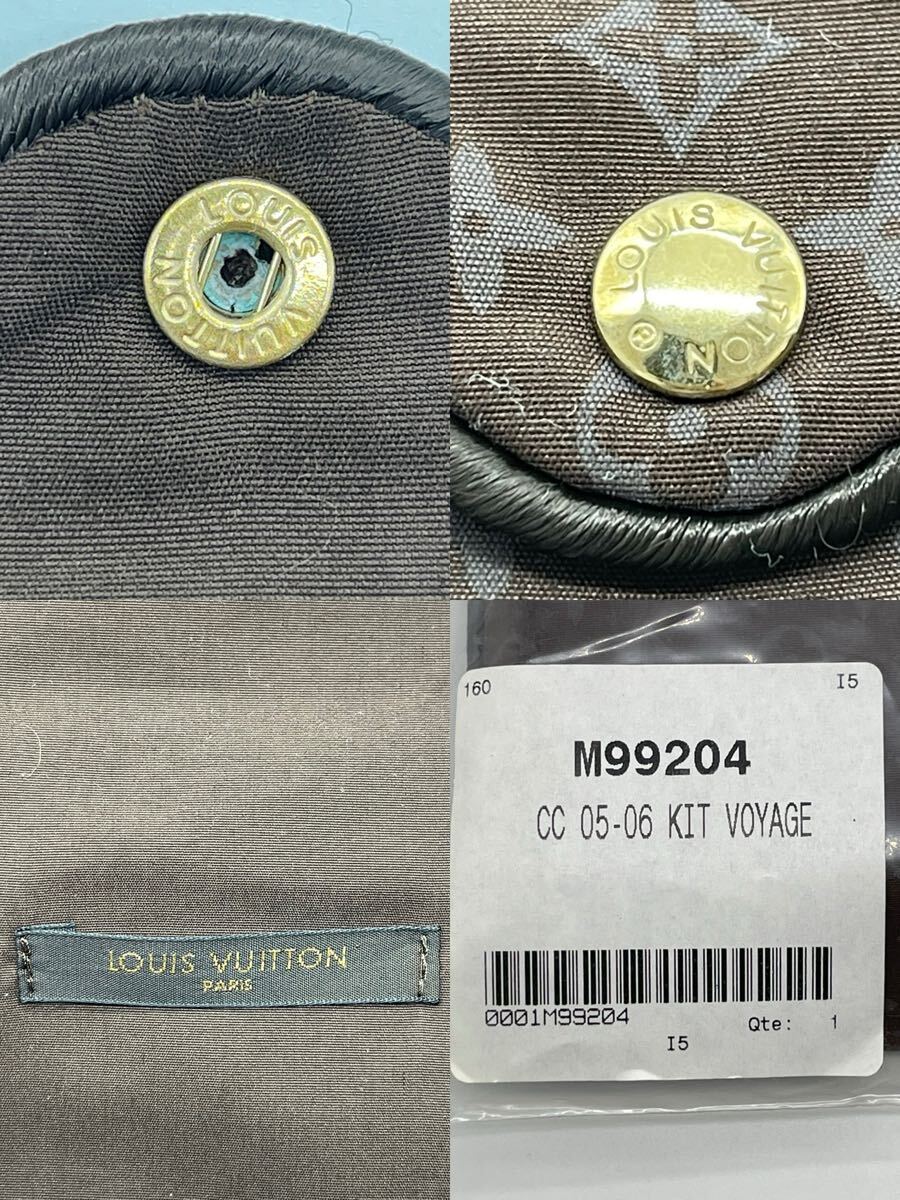 LOUIS VUITTON
LOUIS VUITTON ®
LOUIS VUITTON
PARIS
160
I5
M99204
CC 05-06 KIT VOYAGE
0001M99204
Qte: 1
I5